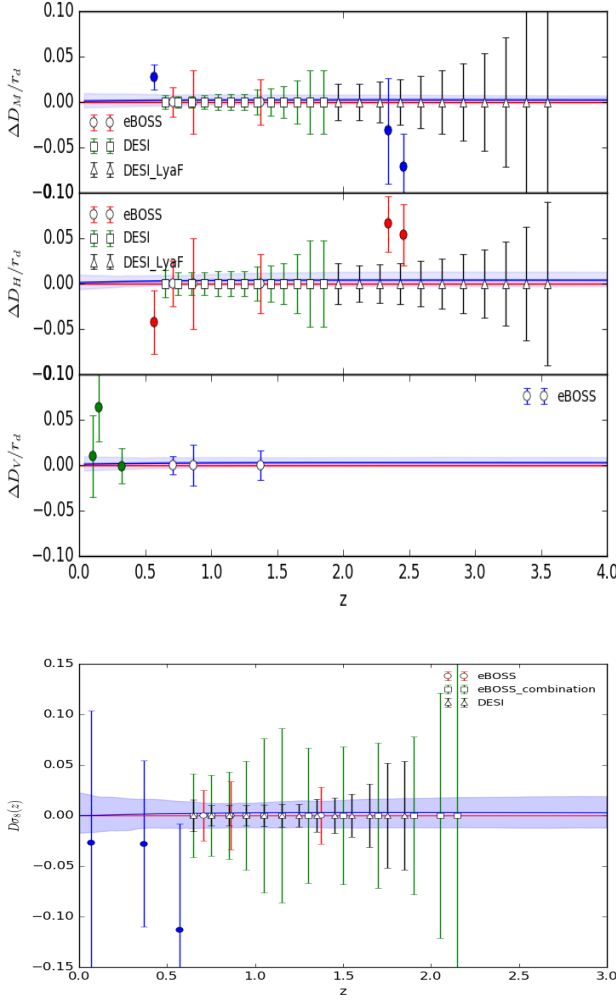 0.10
0.05
0.00
−0.05
−0.10
ΔD_M/r_d
eBOSS
DESI
DESI_LyaF
0.10
0.05
0.00
−0.05
−0.10
ΔD_H/r_d
eBOSS
DESI
DESI_LyaF
0.10
0.05
0.00
−0.05
−0.10
ΔD_V/r_d
eBOSS
0.0 0.5 1.0 1.5 2.0 2.5 3.0 3.5 4.0
z
0.15
0.10
0.05
0.00
−0.05
−0.10
−0.15
Dσ₈(z)
eBOSS
eBOSS_combination
DESI
0.0 0.5 1.0 1.5 2.0 2.5 3.0
z